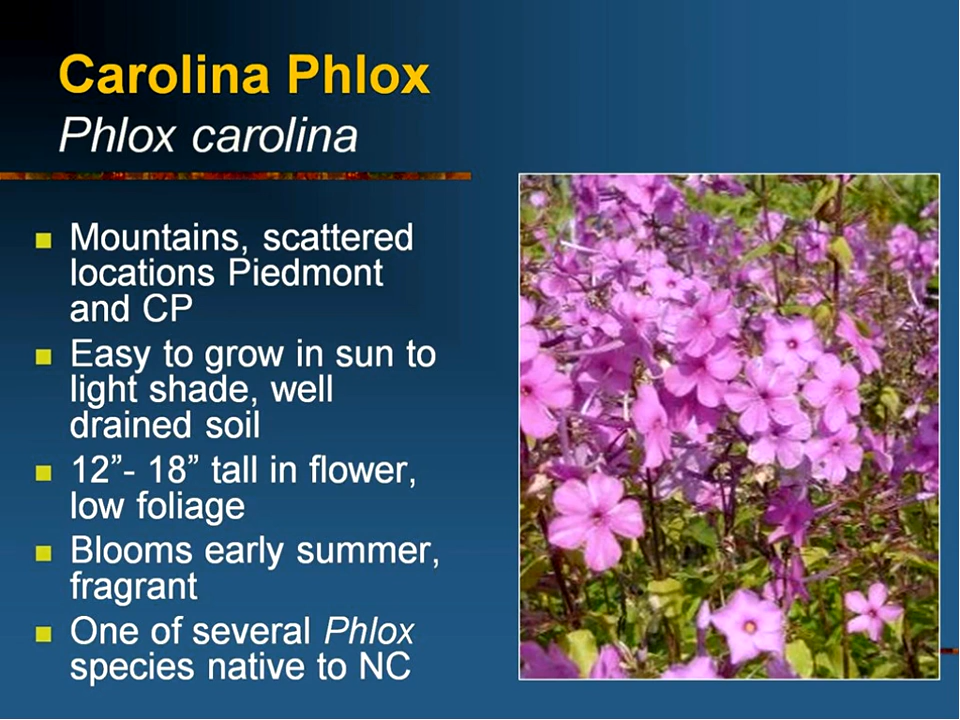 Carolina Phlox
Phlox carolina
Mountains, scattered
locations Piedmont
and CP
Easy to grow in sun to
light shade, well
drained soil
12”- 18” tall in flower,
low foliage
Blooms early summer,
fragrant
One of several Phlox
species native to NC